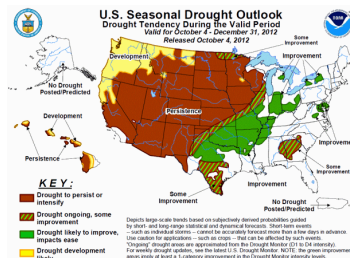 U.S. Seasonal Drought Outlook
Drought Tendency During the Valid Period
Valid for October 4 - December 31, 2012
Released October 4, 2012
Development
Some
Improvement
Improvement
No Drought
Posted/Predicted
Persistence
Improvement
Development
Persistence
Some
Improvement
Some
Improvement
No Drought
Posted/Predicted
KEY:
Drought to persist or
intensify
Drought ongoing, some
improvement
Drought likely to improve,
impacts ease
Drought development
likely
Depicts large-scale trends based on subjectively derived probabilities guided
by short- and long-range statistical and dynamical forecasts. Short-term events
-- such as individual storms -- cannot be accurately forecast more than a few days in advance.
Use caution for applications -- such as crops -- that can be affected by such events.
"Ongoing" drought areas are approximated from the Drought Monitor (D1 to D4 intensity).
For weekly drought updates, see the latest U.S. Drought Monitor. NOTE: the green improvement
areas imply at least a 1-category improvement in the Drought Monitor intensity levels